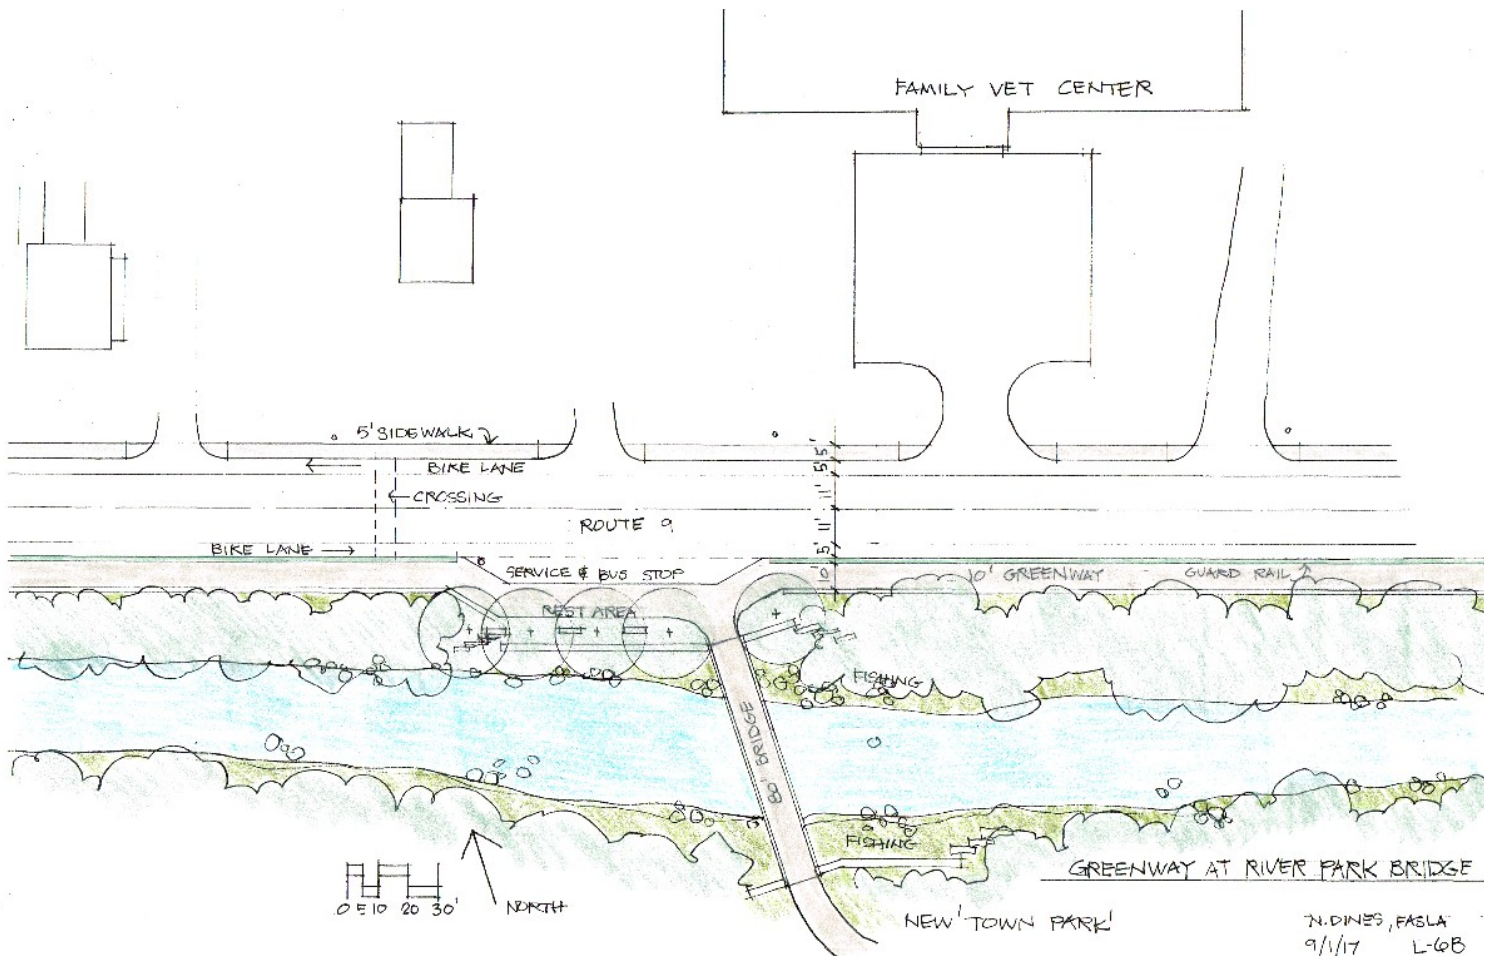 FAMILY VET CENTER
5' SIDEWALK
BIKE LANE
CROSSING
ROUTE 9
5'
5'
11'
11'
5'
10'
BIKE LANE
SERVICE & BUS STOP
10' GREENWAY
GUARD RAIL
REST AREA
FISHING
80' BRIDGE
FISHING
GREENWAY AT RIVER PARK BRIDGE
0 5 10 20 30'
NORTH
NEW 'TOWN PARK'
N. DINES, FASLA
9/1/17 L-6B